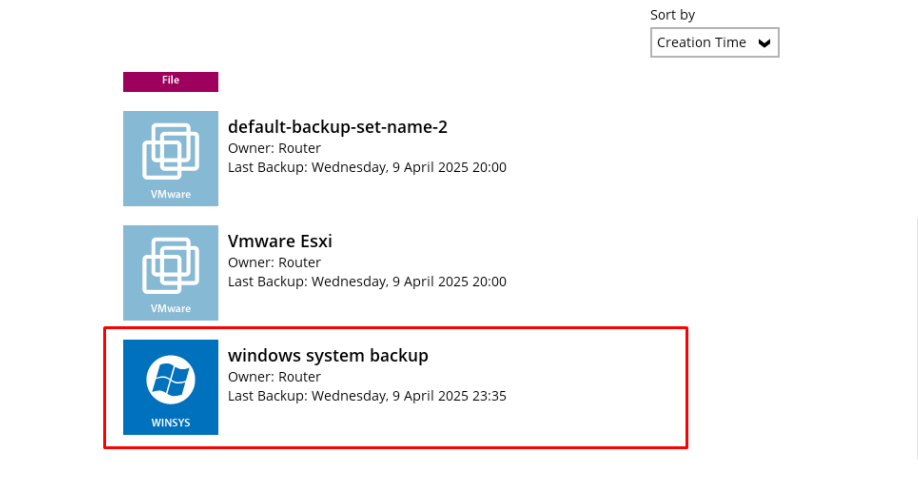 Sort by
Creation Time
File
default-backup-set-name-2
Owner: Router
Last Backup: Wednesday, 9 April 2025 20:00
VMware
Vmware Esxi
Owner: Router
Last Backup: Wednesday, 9 April 2025 20:00
VMware
windows system backup
Owner: Router
Last Backup: Wednesday, 9 April 2025 23:35
WINSYS